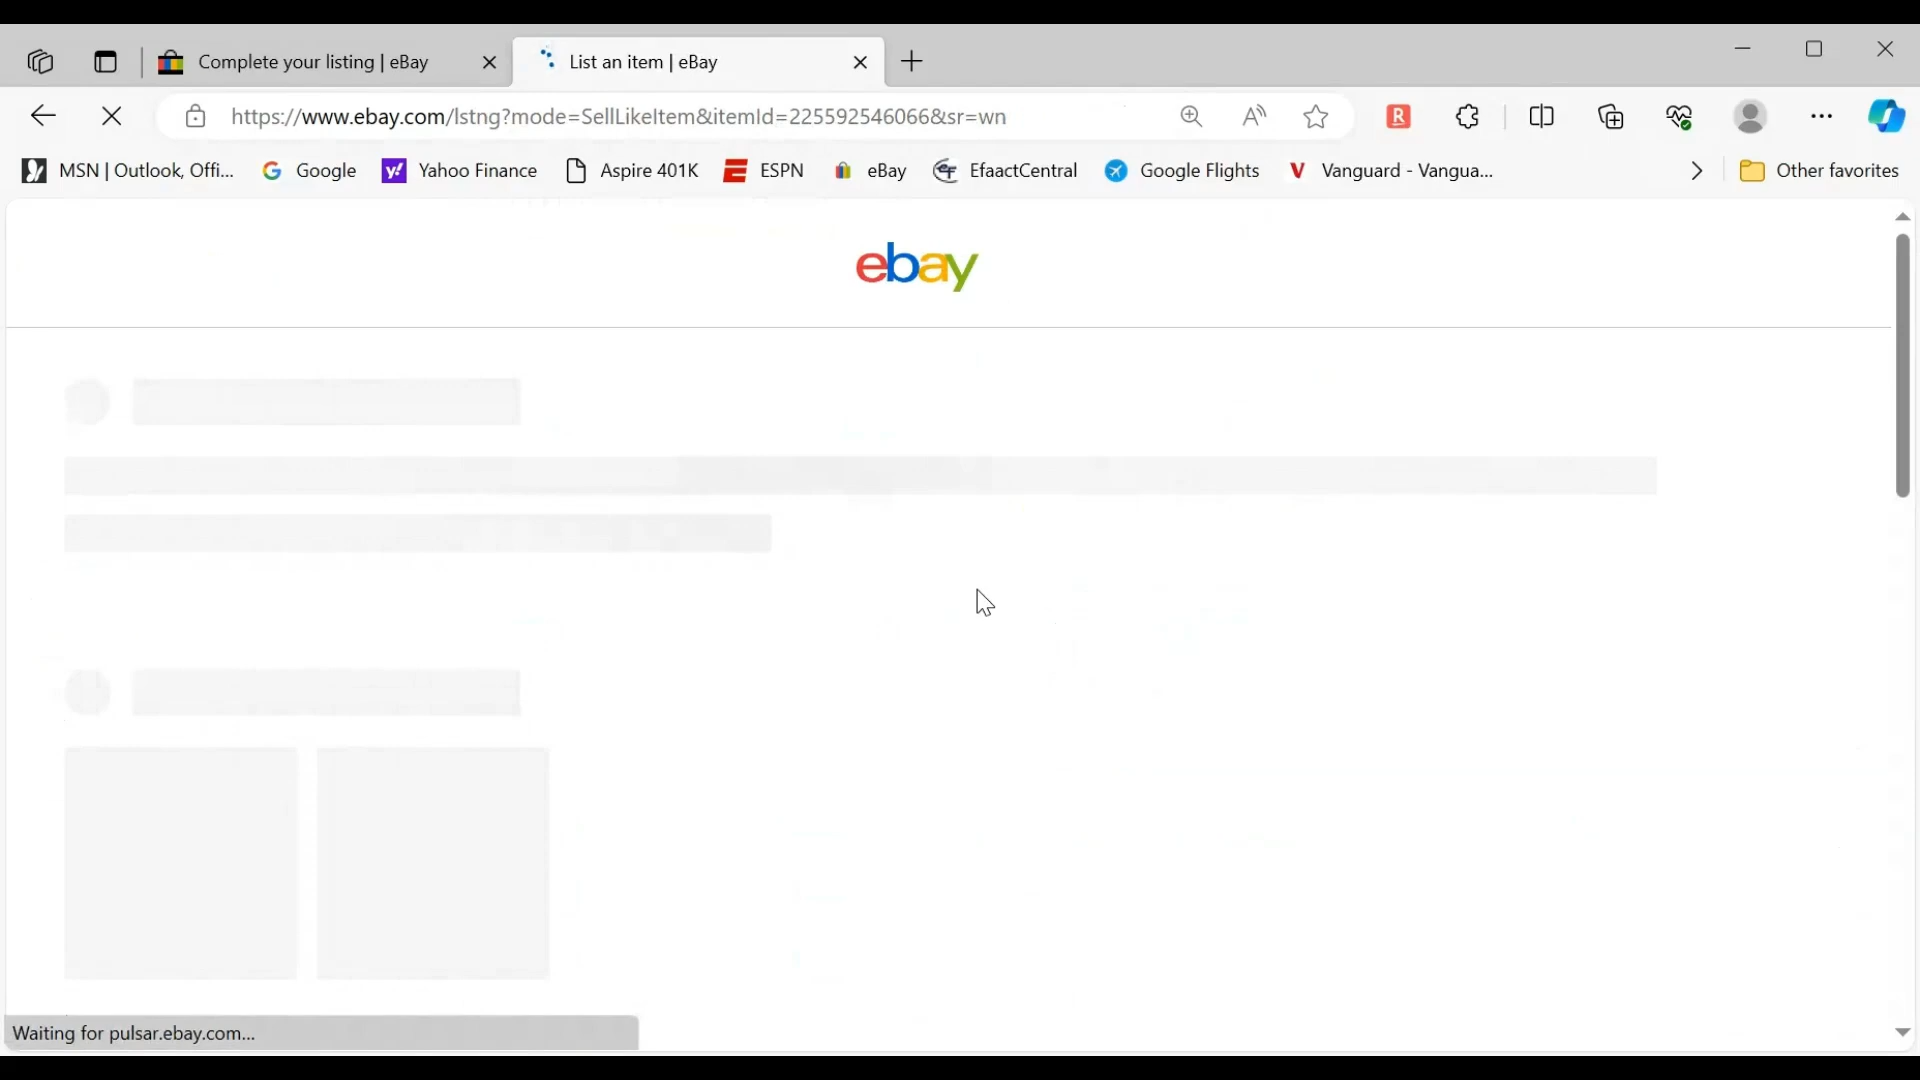 Complete your listing | eBay
List an item | eBay
https://www.ebay.com/lstng?mode=SellLikeItem&itemId=225592546066&sr=wn
MSN | Outlook, Offi...
Google
Yahoo Finance
Aspire 401K
ESPN
eBay
EfaactCentral
Google Flights
Vanguard - Vangua...
Other favorites
ebay
Waiting for pulsar.ebay.com...